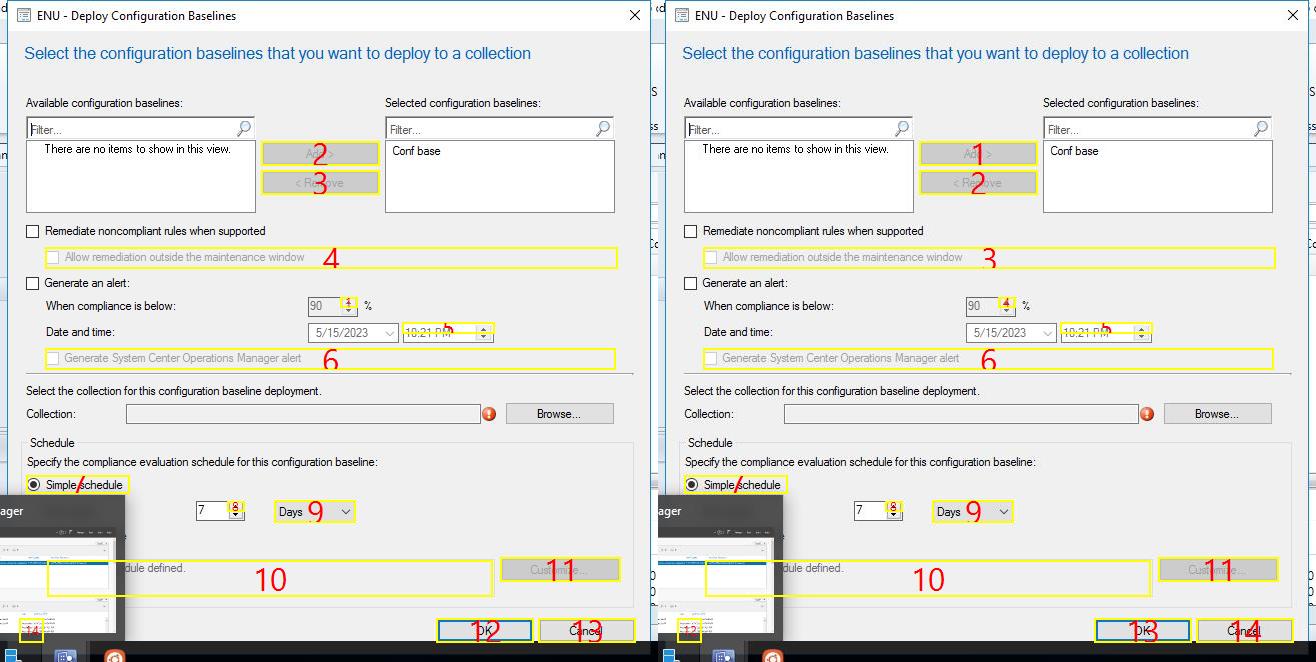 ENU - Deploy Configuration Baselines
Select the configuration baselines that you want to deploy to a collection
Available configuration baselines:
Selected configuration baselines:
Filter...
Filter...
There are no items to show in this view.
Conf base
Add >
2
< Remove
3
Remediate noncompliant rules when supported
Allow remediation outside the maintenance window
4
Generate an alert:
When compliance is below:
90
1
%
Date and time:
5/15/2023
10:21 PM
5
Generate System Center Operations Manager alert
6
Select the collection for this configuration baseline deployment.
Collection:
Browse...
Schedule
Specify the compliance evaluation schedule for this configuration baseline:
Simple schedule
7
ager
7
8
Days
9
dule defined.
10
Customize...
11
14
OK
12
Cancel
13
ENU - Deploy Configuration Baselines
Select the configuration baselines that you want to deploy to a collection
Available configuration baselines:
Selected configuration baselines:
Filter...
Filter...
There are no items to show in this view.
Conf base
Add >
1
< Remove
2
Remediate noncompliant rules when supported
Allow remediation outside the maintenance window
3
Generate an alert:
When compliance is below:
90
4
%
Date and time:
5/15/2023
10:21 PM
5
Generate System Center Operations Manager alert
6
Select the collection for this configuration baseline deployment.
Collection:
Browse...
Schedule
Specify the compliance evaluation schedule for this configuration baseline:
Simple schedule
7
ager
7
8
Days
9
dule defined.
10
Customize...
11
12
OK
13
Cancel
14